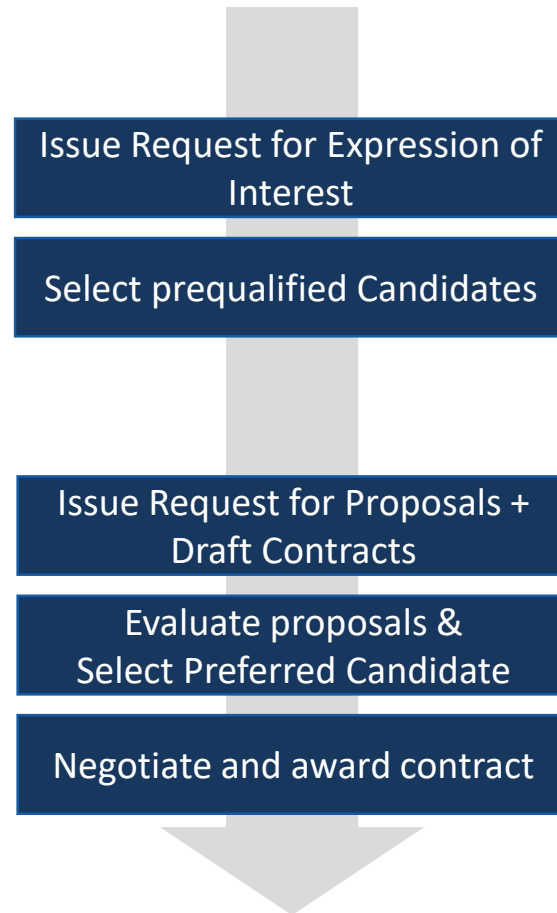 Issue Request for Expression of
Interest
Select prequalified Candidates
Issue Request for Proposals +
Draft Contracts
Evaluate proposals &
Select Preferred Candidate
Negotiate and award contract